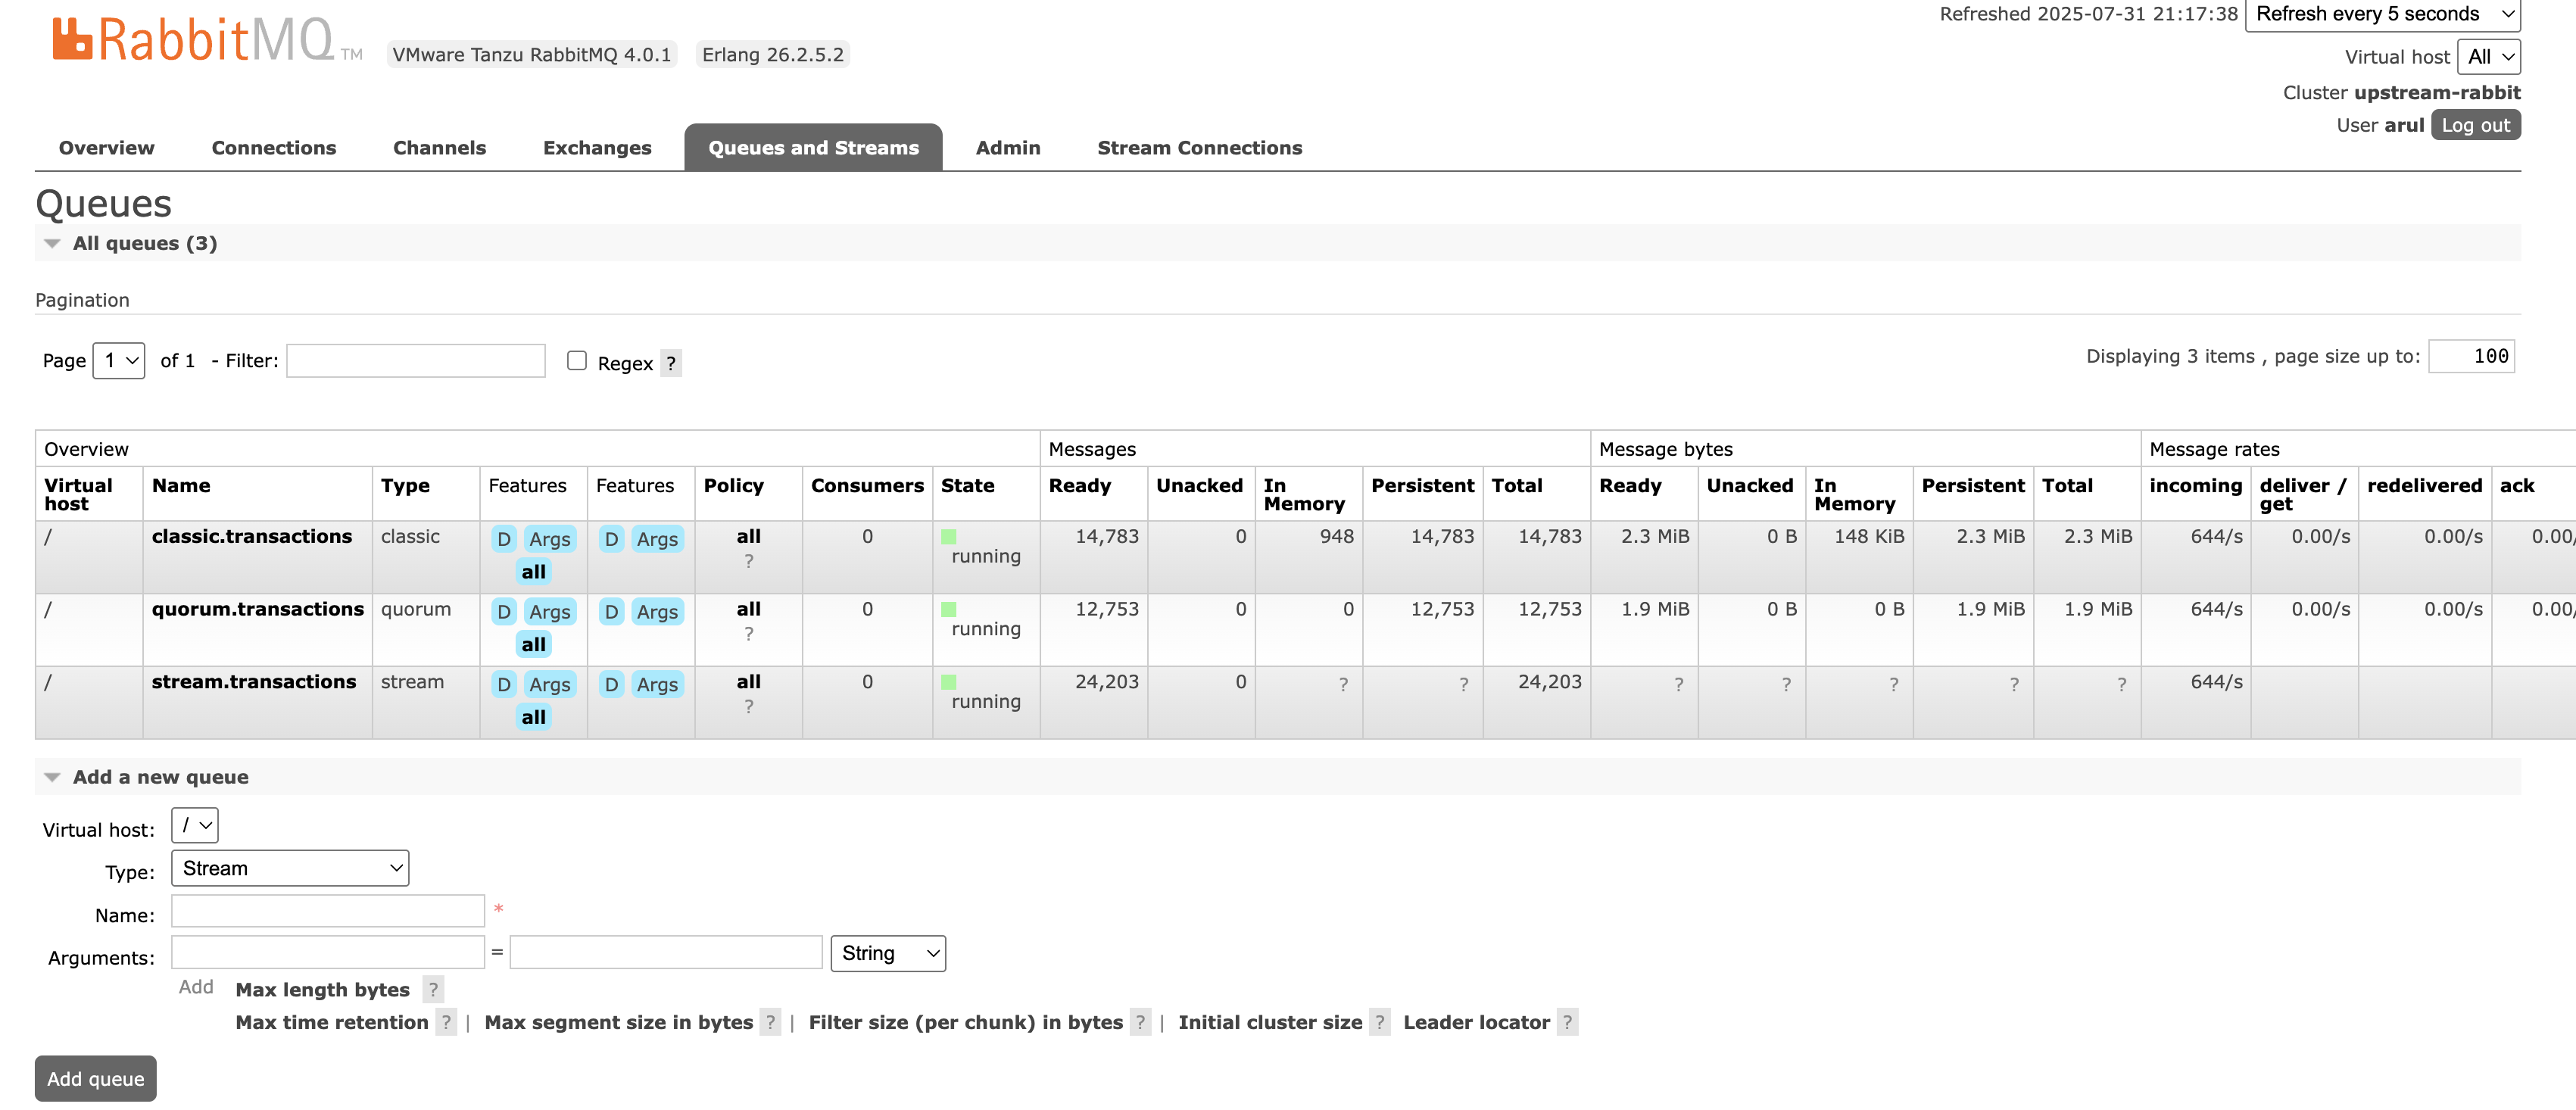 RabbitMQ TM
VMware Tanzu RabbitMQ 4.0.1 Erlang 26.2.5.2
Refreshed 2025-07-31 21:17:38 Refresh every 5 seconds
Virtual host All
Cluster upstream-rabbit
User arul Log out
Overview Connections Channels Exchanges Queues and Streams Admin Stream Connections
Queues
All queues (3)
Pagination
Page 1 of 1 - Filter: Regex ? Displaying 3 items , page size up to: 100
Overview Messages Message bytes Message rates
Virtual host Name Type Features Features Policy Consumers State Ready Unacked In Memory Persistent Total Ready Unacked In Memory Persistent Total incoming deliver / get redelivered ack
/ classic.transactions classic D Args all D Args all ? 0 running 14,783 0 948 14,783 14,783 2.3 MiB 0 B 148 KiB 2.3 MiB 2.3 MiB 644/s 0.00/s 0.00/s 0.00/
/ quorum.transactions quorum D Args all D Args all ? 0 running 12,753 0 0 12,753 12,753 1.9 MiB 0 B 0 B 1.9 MiB 1.9 MiB 644/s 0.00/s 0.00/s 0.00/
/ stream.transactions stream D Args all D Args all ? 0 running 24,203 0 ? ? 24,203 ? ? ? ? ? 644/s
Add a new queue
Virtual host: /
Type: Stream
Name: *
Arguments: = String
Add Max length bytes ?
Max time retention ? | Max segment size in bytes ? | Filter size (per chunk) in bytes ? | Initial cluster size ? Leader locator ?
Add queue